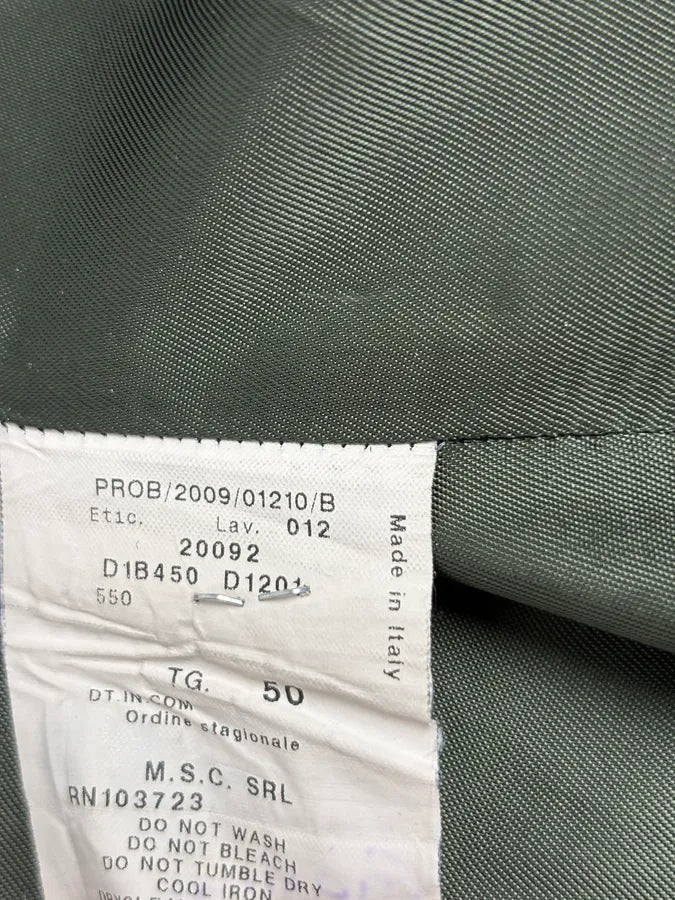 PROB/2009/01210/B
Etic. Lav. 012
20092
D1B450 D1201
550
Made in Italy
TG. 50
DT.IN.COM
Ordine stagionale
M.S.C. SRL
RN103723
DO NOT WASH
DO NOT BLEACH
DO NOT TUMBLE DRY
COOL IRON